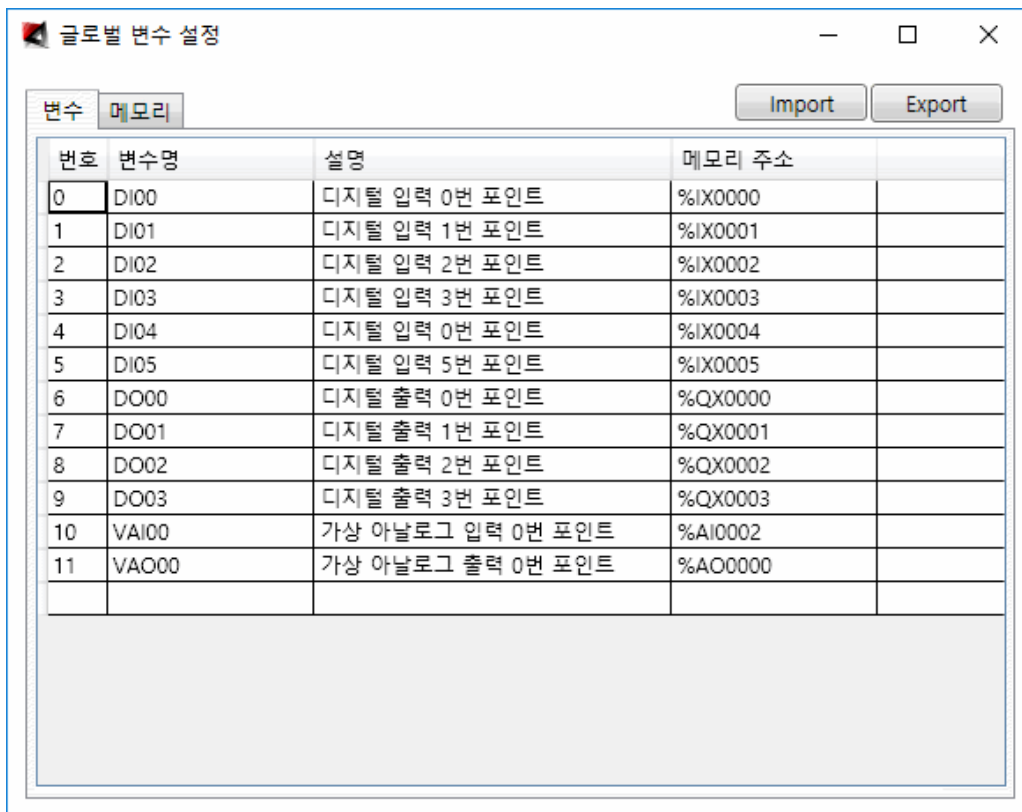 글로벌 변수 설정
변수 메모리 Import Export
번호 변수명 설명 메모리 주소
0 DI00 디지털 입력 0번 포인트 %IX0000
1 DI01 디지털 입력 1번 포인트 %IX0001
2 DI02 디지털 입력 2번 포인트 %IX0002
3 DI03 디지털 입력 3번 포인트 %IX0003
4 DI04 디지털 입력 0번 포인트 %IX0004
5 DI05 디지털 입력 5번 포인트 %IX0005
6 DO00 디지털 출력 0번 포인트 %QX0000
7 DO01 디지털 출력 1번 포인트 %QX0001
8 DO02 디지털 출력 2번 포인트 %QX0002
9 DO03 디지털 출력 3번 포인트 %QX0003
10 VAI00 가상 아날로그 입력 0번 포인트 %AI0002
11 VAO00 가상 아날로그 출력 0번 포인트 %AO0000